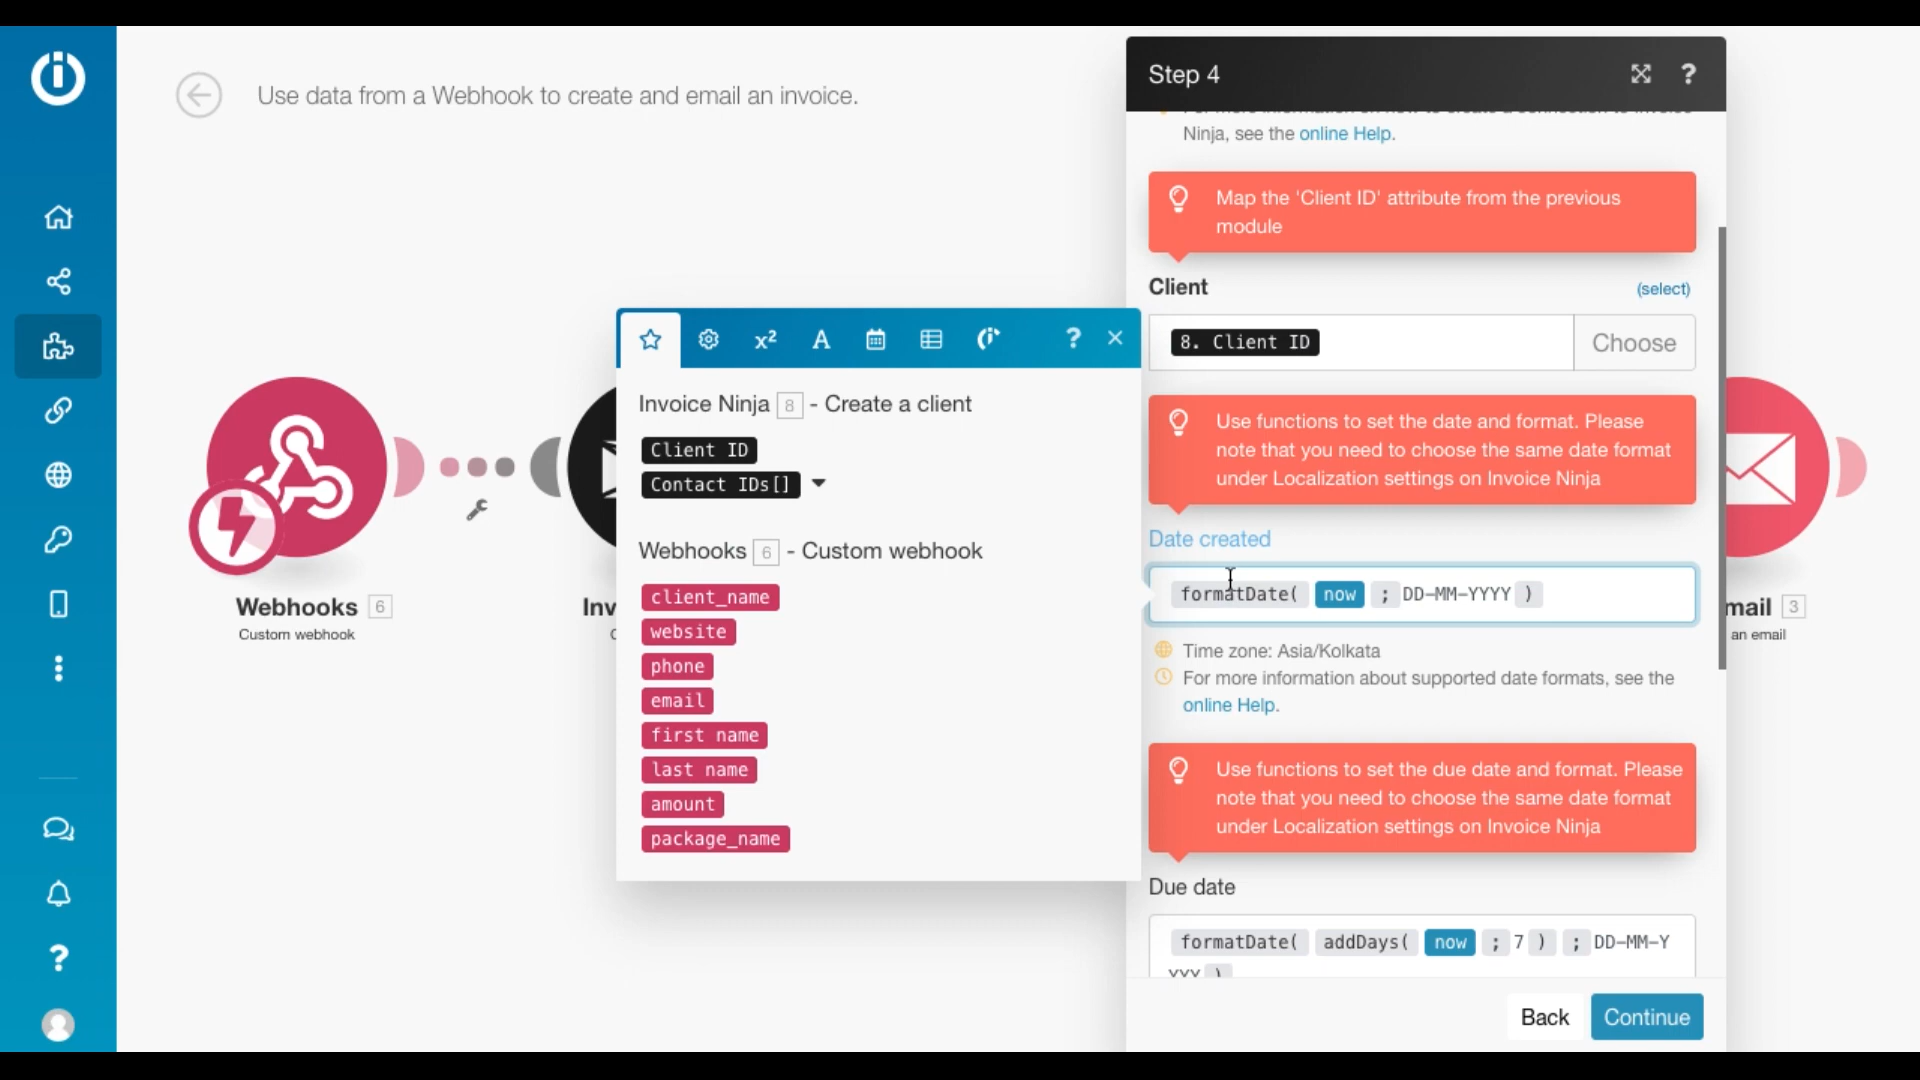 Use data from a Webhook to create and email an invoice.
Step 4
?
Ninja, see the online Help.
Map the 'Client ID' attribute from the previous
module
Client
(select)
8. Client ID
Choose
Use functions to set the date and format. Please
note that you need to choose the same date format
under Localization settings on Invoice Ninja
Date created
formatDate( now ; DD-MM-YYYY )
Time zone: Asia/Kolkata
For more information about supported date formats, see the
online Help.
Use functions to set the due date and format. Please
note that you need to choose the same date format
under Localization settings on Invoice Ninja
Due date
formatDate( addDays( now ; 7 ) ; DD-MM-Y
YYY )
Back
Continue
x²
A
?
Invoice Ninja 8 - Create a client
Client ID
Contact IDs[]
Webhooks 6 - Custom webhook
client_name
website
phone
email
first name
last name
amount
package_name
Webhooks 6
Custom webhook
Inv
mail 3
an email
?